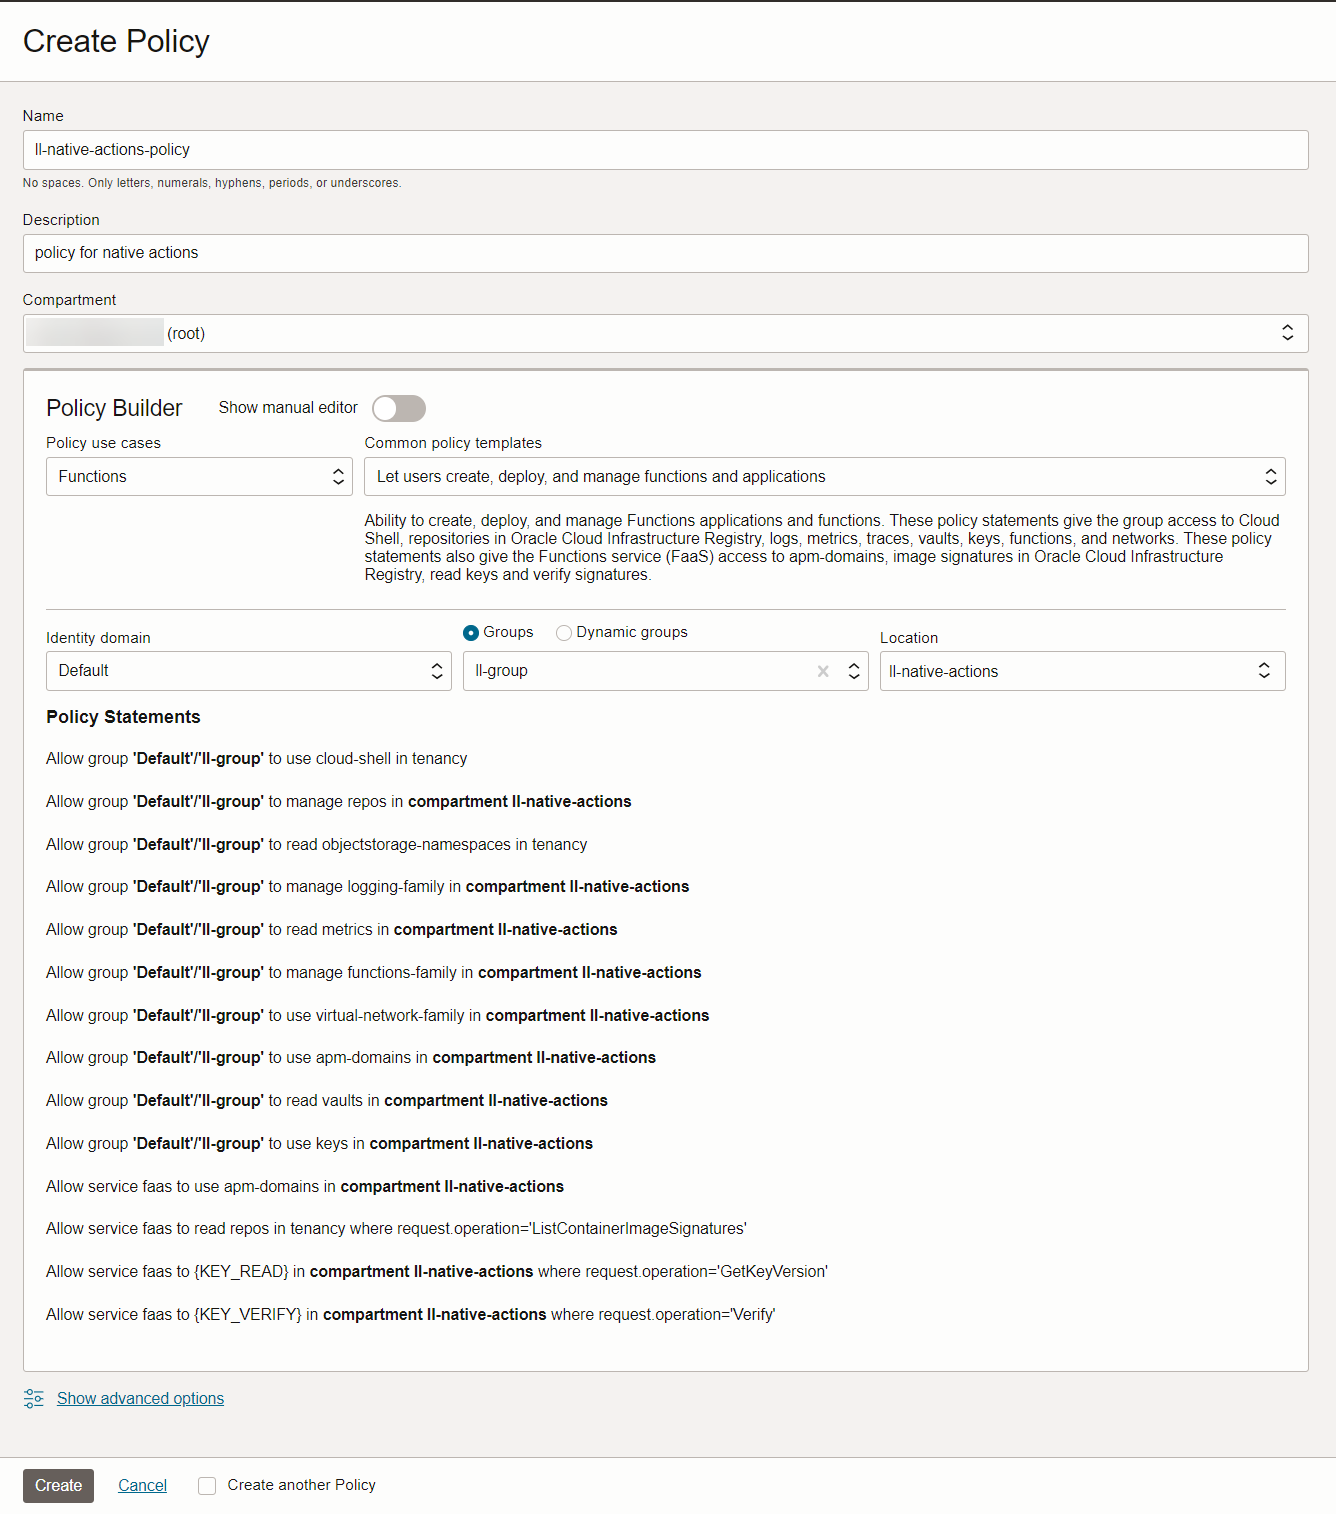 Create Policy
Name
ll-native-actions-policy
No spaces. Only letters, numerals, hyphens, periods, or underscores.
Description
policy for native actions
Compartment
(root)
Policy Builder Show manual editor
Policy use cases Common policy templates
Functions Let users create, deploy, and manage functions and applications
Ability to create, deploy, and manage Functions applications and functions. These policy statements give the group access to Cloud
Shell, repositories in Oracle Cloud Infrastructure Registry, logs, metrics, traces, vaults, keys, functions, and networks. These policy
statements also give the Functions service (FaaS) access to apm-domains, image signatures in Oracle Cloud Infrastructure
Registry, read keys and verify signatures.
Identity domain Groups Dynamic groups Location
Default ll-group ll-native-actions
Policy Statements
Allow group 'Default'/'ll-group' to use cloud-shell in tenancy
Allow group 'Default'/'ll-group' to manage repos in compartment ll-native-actions
Allow group 'Default'/'ll-group' to read objectstorage-namespaces in tenancy
Allow group 'Default'/'ll-group' to manage logging-family in compartment ll-native-actions
Allow group 'Default'/'ll-group' to read metrics in compartment ll-native-actions
Allow group 'Default'/'ll-group' to manage functions-family in compartment ll-native-actions
Allow group 'Default'/'ll-group' to use virtual-network-family in compartment ll-native-actions
Allow group 'Default'/'ll-group' to use apm-domains in compartment ll-native-actions
Allow group 'Default'/'ll-group' to read vaults in compartment ll-native-actions
Allow group 'Default'/'ll-group' to use keys in compartment ll-native-actions
Allow service faas to use apm-domains in compartment ll-native-actions
Allow service faas to read repos in tenancy where request.operation='ListContainerImageSignatures'
Allow service faas to {KEY_READ} in compartment ll-native-actions where request.operation='GetKeyVersion'
Allow service faas to {KEY_VERIFY} in compartment ll-native-actions where request.operation='Verify'
Show advanced options
Create Cancel Create another Policy